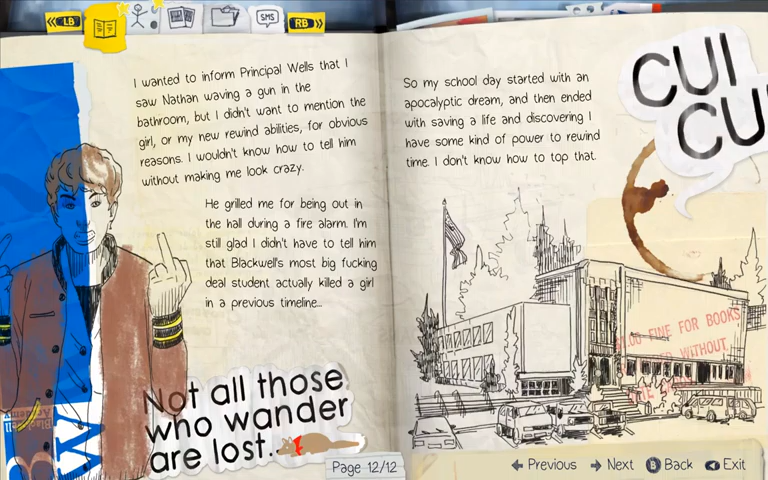 LB
SMS
RB
I wanted to inform Principal Wells that I
saw Nathan waving a gun in the
bathroom, but I didn't want to mention the
girl, or my new rewind abilities, for obvious
reasons. I wouldn't know how to tell him
without making me look crazy.
He grilled me for being out in
the hall during a fire alarm. I'm
still glad I didn't have to tell him
that Blackwell's most big fucking
deal student actually killed a girl
in a previous timeline...
Not all those
who wander
are lost.
Page 12/12
So my school day started with an
apocalyptic dream, and then ended
with saving a life and discovering I
have some kind of power to rewind
time. I don't know how to top that.
CUI
CU
FINE FOR BOOKS
WITHOUT
Previous
Next
B Back
Exit